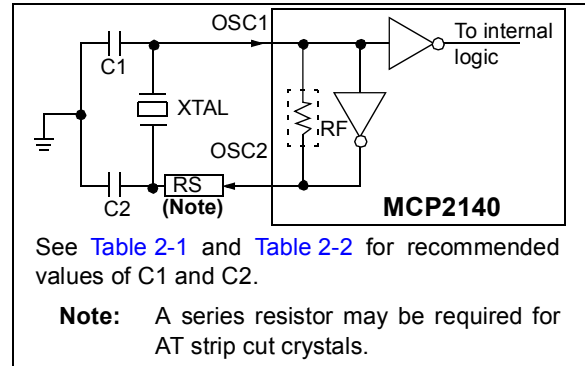 OSC1
To internal
logic
C1
XTAL
RF
OSC2
RS
C2
(Note)
MCP2140
See Table 2-1 and Table 2-2 for recommended
values of C1 and C2.
Note: A series resistor may be required for
AT strip cut crystals.